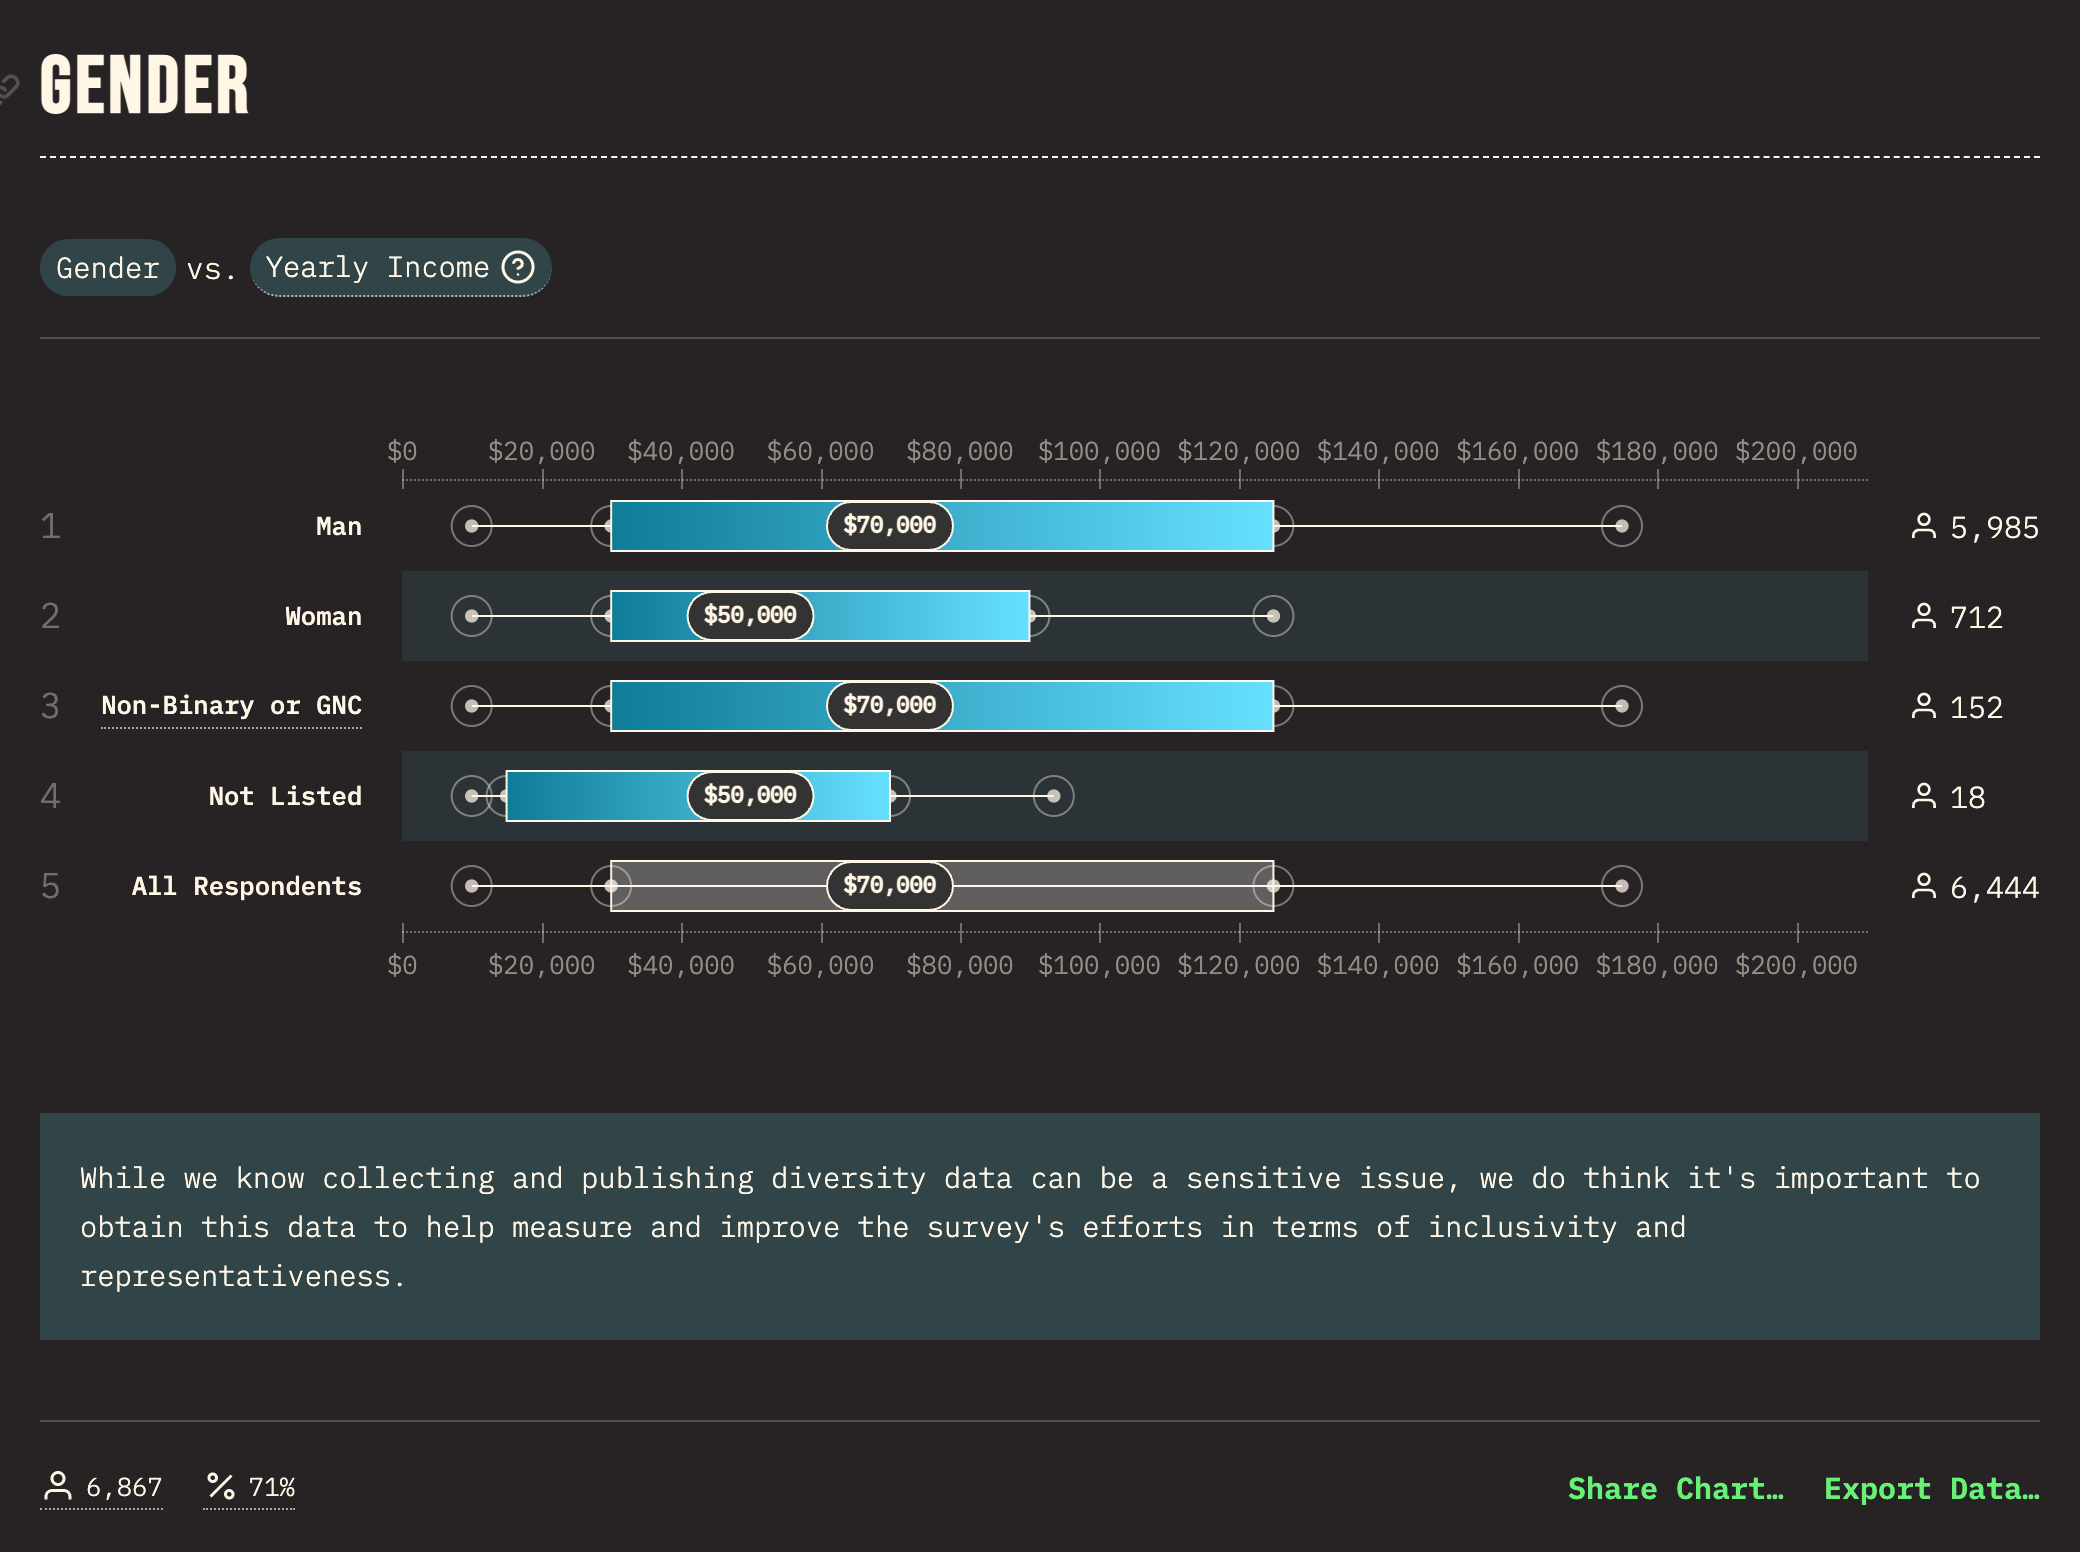 GENDER
Gender vs. Yearly Income
$0 $20,000 $40,000 $60,000 $80,000 $100,000 $120,000 $140,000 $160,000 $180,000 $200,000
1 Man $70,000 5,985
2 Woman $50,000 712
3 Non-Binary or GNC $70,000 152
4 Not Listed $50,000 18
5 All Respondents $70,000 6,444
$0 $20,000 $40,000 $60,000 $80,000 $100,000 $120,000 $140,000 $160,000 $180,000 $200,000
While we know collecting and publishing diversity data can be a sensitive issue, we do think it's important to
obtain this data to help measure and improve the survey's efforts in terms of inclusivity and
representativeness.
6,867 71% Share Chart… Export Data…